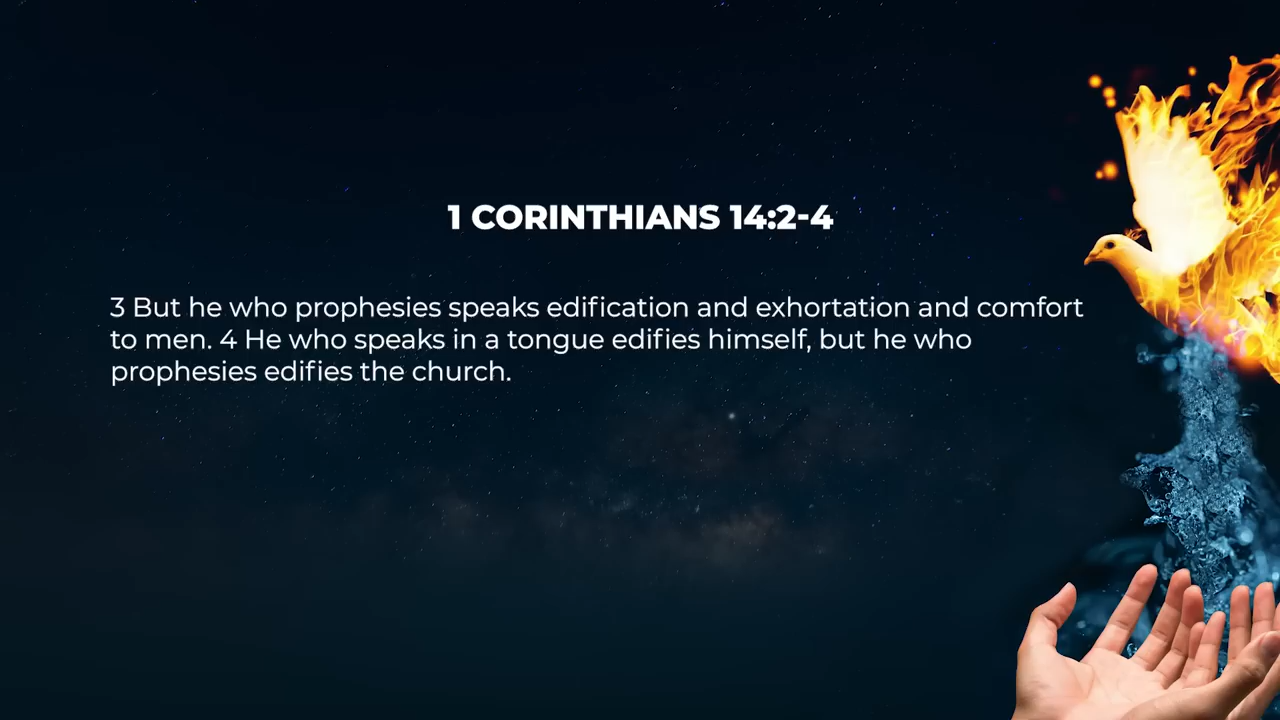 1 CORINTHIANS 14:2-4
3 But he who prophesies speaks edification and exhortation and comfort
to men. 4 He who speaks in a tongue edifies himself, but he who
prophesies edifies the church.